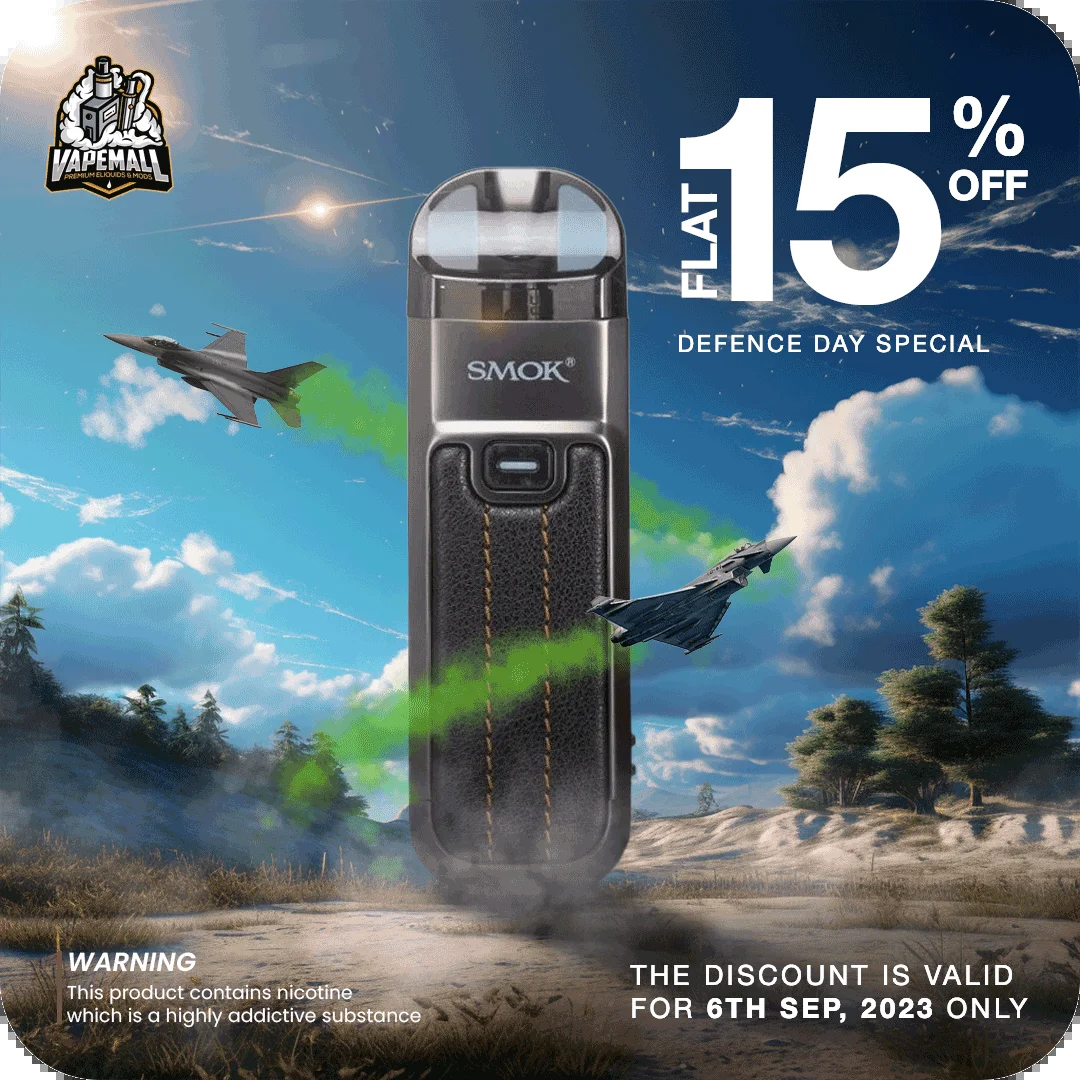 VAPEMALL
PREMIUM ELIQUIDS & MODS
FLAT 15% OFF
DEFENCE DAY SPECIAL
SMOK®
WARNING
This product contains nicotine
which is a highly addictive substance
THE DISCOUNT IS VALID
FOR 6TH SEP, 2023 ONLY